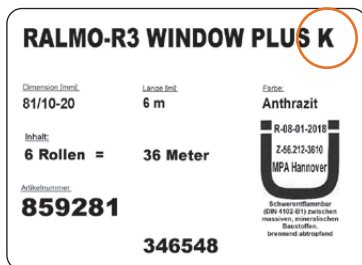 RALMO-R3 WINDOW PLUS K
Dimension [mm]: Länge [m]: Farbe:
81/10-20 6 m Anthrazit
Inhalt:
6 Rollen = 36 Meter
R-08-01-2018
Z-56.212-3610
MPA Hannover
Artikelnummer:
859281
Schwerentflammbar
(DIN 4102-B1) zwischen
massiven, mineralischen
Baustoffen.
brennend abtropfend
346548